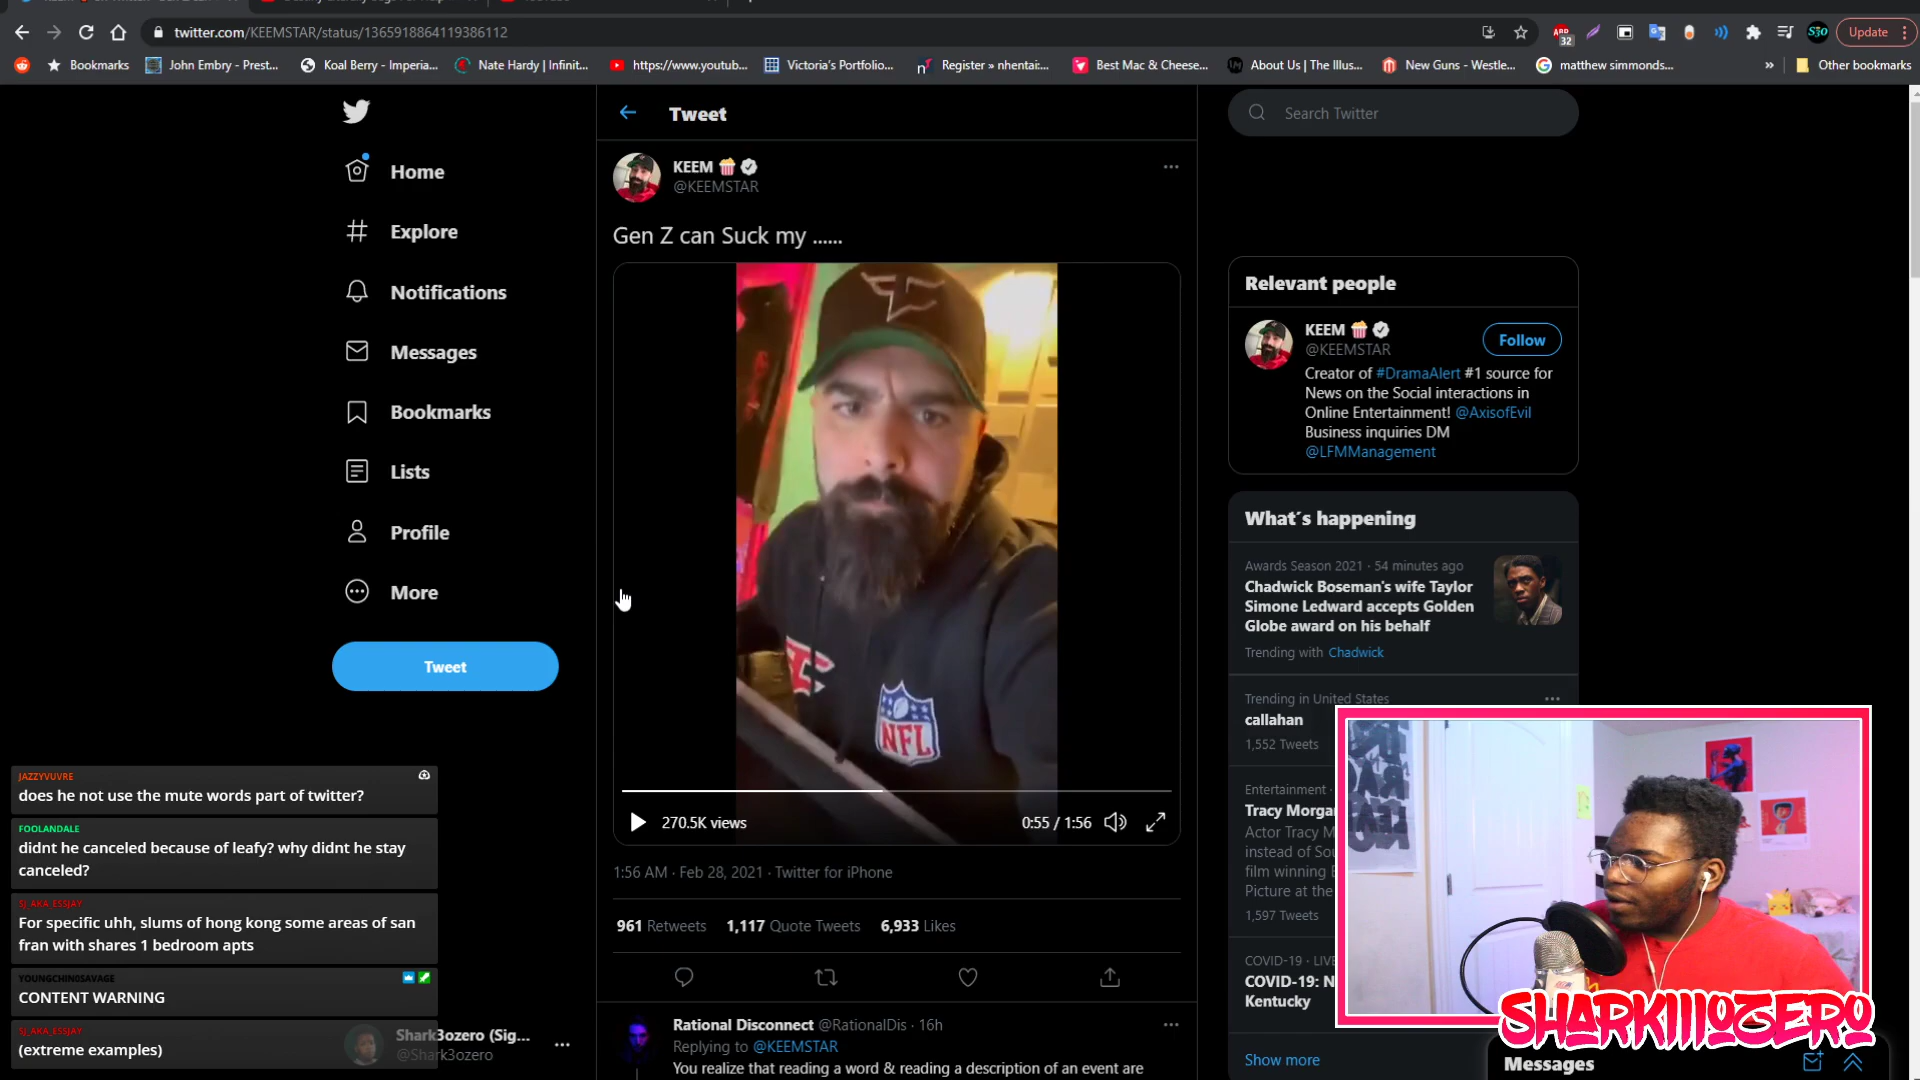 twitter.com/KEEMSTAR/status/1365918864119386112
ABP
32
S3O
Update
Bookmarks
John Embry - Prest...
Koal Berry - Imperia...
Nate Hardy | Infinit...
https://www.youtub...
Victoria's Portfolio...
Register » nhentai:...
Best Mac & Cheese...
About Us | The Illus...
New Guns - Westle...
matthew simmonds...
»
Other bookmarks
Home
Explore
Notifications
Messages
Bookmarks
Lists
Profile
More
Tweet
Tweet
KEEM
@KEEMSTAR
Gen Z can Suck my ......
NFL
270.5K views
0:55 / 1:56
1:56 AM · Feb 28, 2021 · Twitter for iPhone
961 Retweets 1,117 Quote Tweets 6,933 Likes
Rational Disconnect @RationalDis · 16h
Replying to @KEEMSTAR
You realize that reading a word & reading a description of an event are
Search Twitter
Relevant people
KEEM
@KEEMSTAR
Follow
Creator of #DramaAlert #1 source for
News on the Social interactions in
Online Entertainment! @AxisofEvil
Business inquiries DM
@LFMManagement
What's happening
Awards Season 2021 · 54 minutes ago
Chadwick Boseman's wife Taylor
Simone Ledward accepts Golden
Globe award on his behalf
Trending with Chadwick
Trending in United States
callahan
1,552 Tweets
Entertainment ·
Tracy Morga
Actor Tracy M
instead of Sou
film winning
Picture at the
1,597 Tweets
COVID-19 · LIVE
COVID-19: N
Kentucky
Show more
Messages
SHARKIIIOZERO
JAZZYVUVRE
does he not use the mute words part of twitter?
FOOLANDALE
didnt he canceled because of leafy? why didnt he stay
canceled?
SJ_AKA_ESSJAY
For specific uhh, slums of hong kong some areas of san
fran with shares 1 bedroom apts
YOUNGCHIN0SAVAGE
CONTENT WARNING
SJ_AKA_ESSJAY
(extreme examples)
Shark3ozero (Sig...
@Shark3ozero